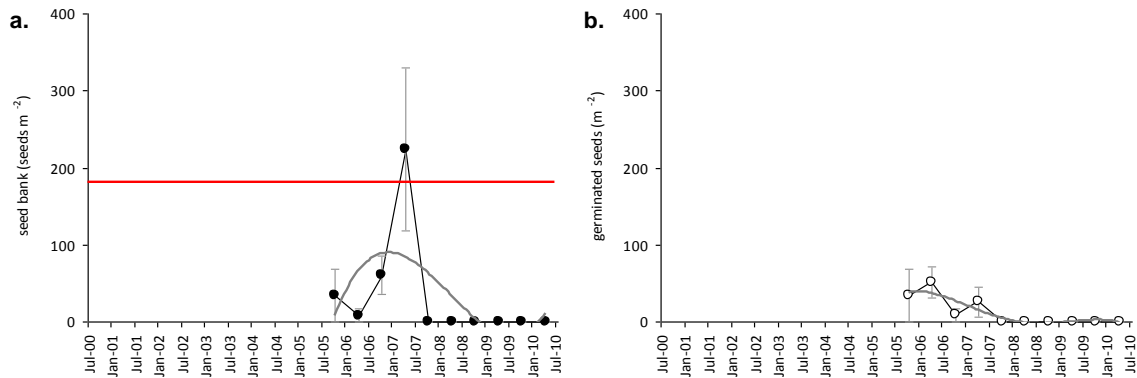 a.
400
300
200
100
0
seed bank (seeds m -2)
Jul-00
Jan-01
Jul-01
Jan-02
Jul-02
Jan-03
Jul-03
Jan-04
Jul-04
Jan-05
Jul-05
Jan-06
Jul-06
Jan-07
Jul-07
Jan-08
Jul-08
Jan-09
Jul-09
Jan-10
Jul-10
b.
400
300
200
100
0
germinated seeds (m -2)
Jul-00
Jan-01
Jul-01
Jan-02
Jul-02
Jan-03
Jul-03
Jan-04
Jul-04
Jan-05
Jul-05
Jan-06
Jul-06
Jan-07
Jul-07
Jan-08
Jul-08
Jan-09
Jul-09
Jan-10
Jul-10